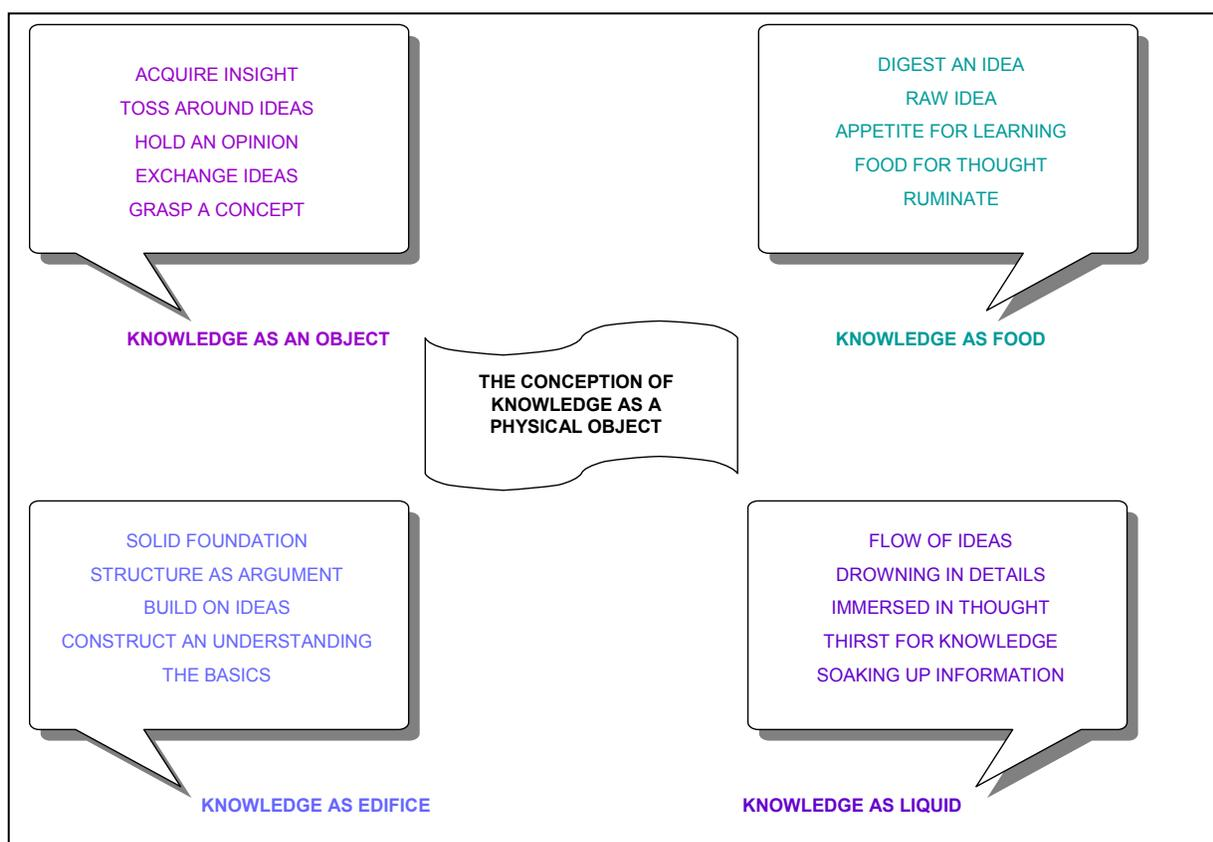 ACQUIRE INSIGHT
TOSS AROUND IDEAS
HOLD AN OPINION
EXCHANGE IDEAS
GRASP A CONCEPT
KNOWLEDGE AS AN OBJECT
DIGEST AN IDEA
RAW IDEA
APPETITE FOR LEARNING
FOOD FOR THOUGHT
RUMINATE
KNOWLEDGE AS FOOD
THE CONCEPTION OF
KNOWLEDGE AS A
PHYSICAL OBJECT
SOLID FOUNDATION
STRUCTURE AS ARGUMENT
BUILD ON IDEAS
CONSTRUCT AN UNDERSTANDING
THE BASICS
KNOWLEDGE AS EDIFICE
FLOW OF IDEAS
DROWNING IN DETAILS
IMMERSED IN THOUGHT
THIRST FOR KNOWLEDGE
SOAKING UP INFORMATION
KNOWLEDGE AS LIQUID